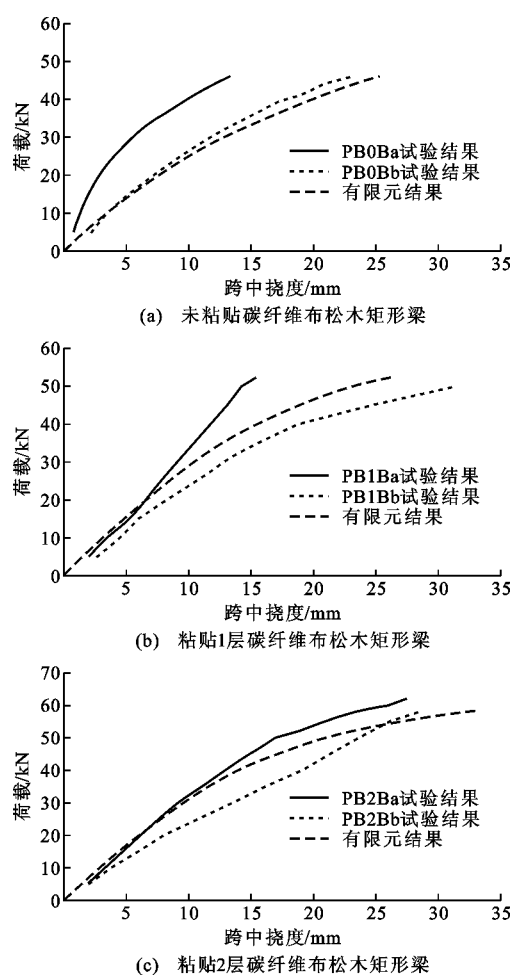 60
50
40
30
20
10
0
荷载/kN
PB0Ba试验结果
PB0Bb试验结果
有限元结果
5 10 15 20 25 30 35
跨中挠度/mm
(a) 未粘贴碳纤维布松木矩形梁
60
50
40
30
20
10
0
荷载/kN
PB1Ba试验结果
PB1Bb试验结果
有限元结果
5 10 15 20 25 30 35
跨中挠度/mm
(b) 粘贴1层碳纤维布松木矩形梁
70
60
50
40
30
20
10
0
荷载/kN
PB2Ba试验结果
PB2Bb试验结果
有限元结果
5 10 15 20 25 30 35
跨中挠度/mm
(c) 粘贴2层碳纤维布松木矩形梁